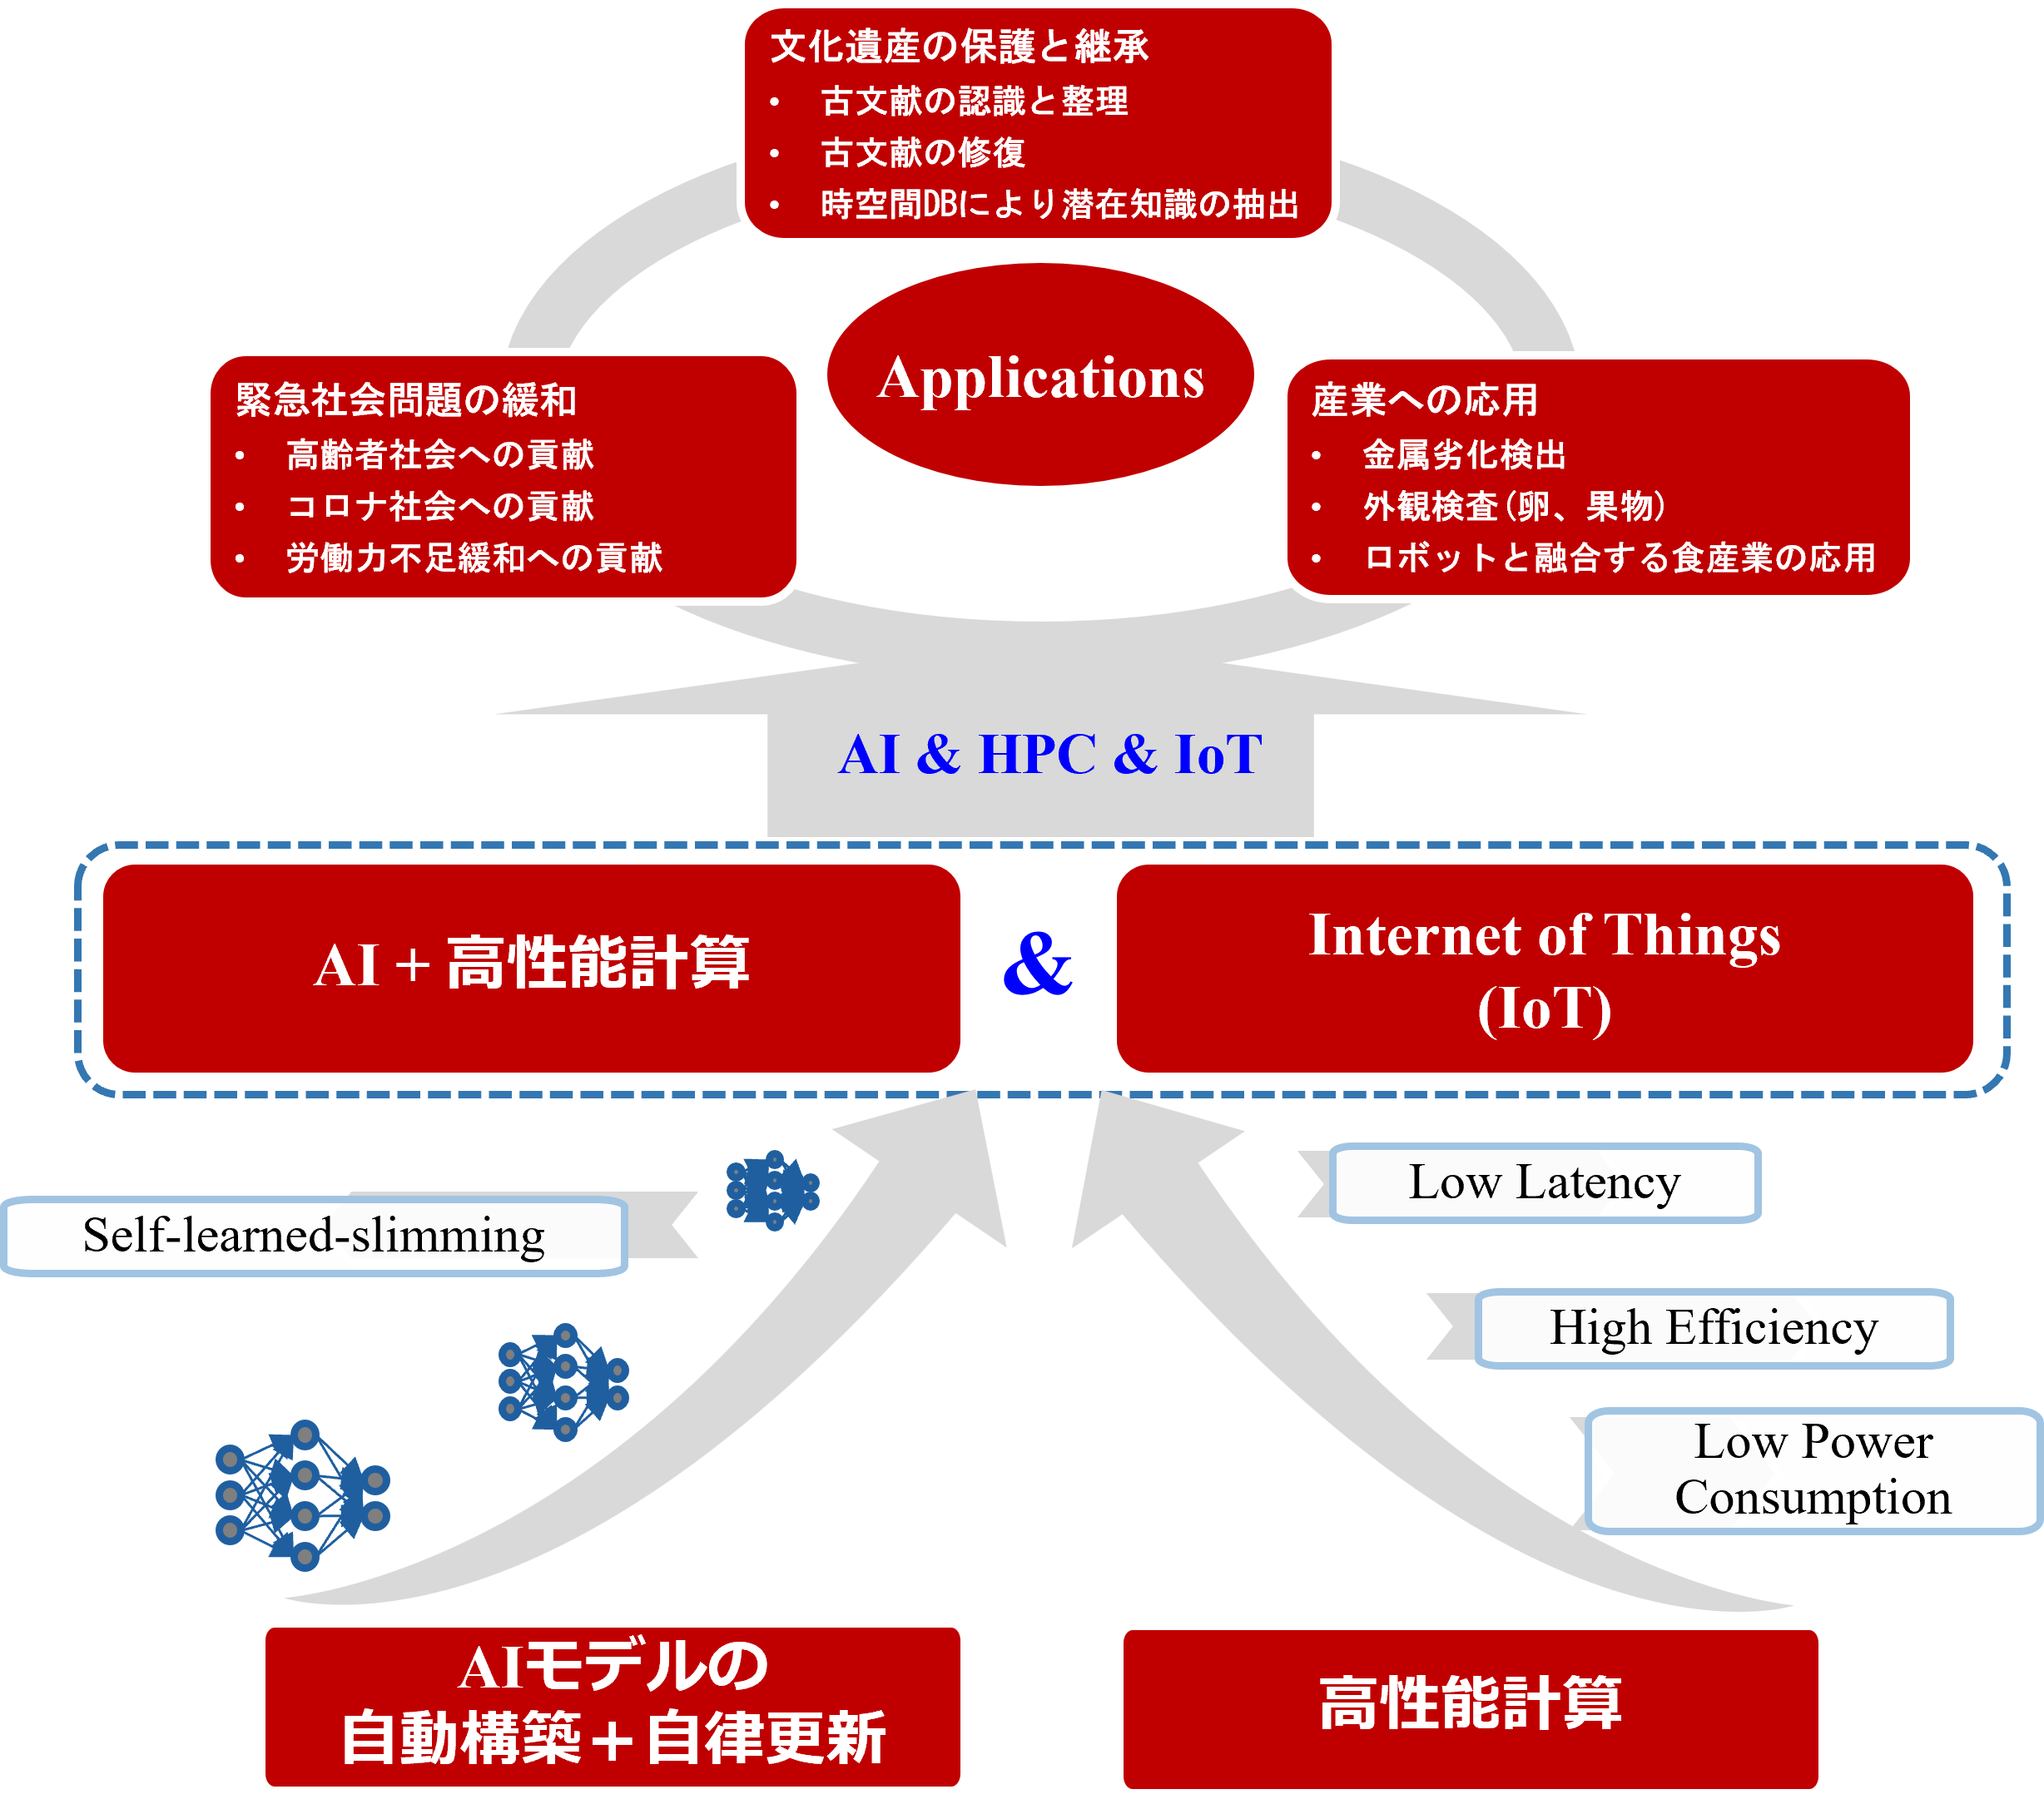 文化遺産の保護と継承
• 古文献の認識と整理
• 古文献の修復
• 時空間DBにより潜在知識の抽出
Applications
緊急社会問題の緩和
• 高齢者社会への貢献
• コロナ社会への貢献
• 労働力不足緩和への貢献
産業への応用
• 金属劣化検出
• 外観検査(卵、果物)
• ロボットと融合する食産業の応用
AI & HPC & IoT
AI + 高性能計算
&
Internet of Things
(IoT)
Self-learned-slimming
Low Latency
High Efficiency
Low Power
Consumption
AIモデルの
自動構築＋自律更新
高性能計算